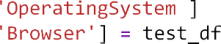 'OperatingSystem ]
'Browser'] = test_df